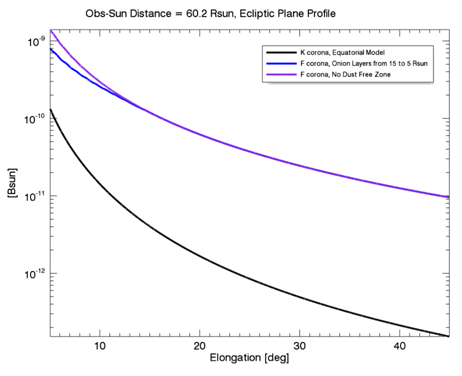 Obs-Sun Distance = 60.2 Rsun, Ecliptic Plane Profile
K corona, Equatorial Model
F corona, Onion Layers from 15 to 5 Rsun
F corona, No Dust Free Zone
[Bsun]
10⁻⁹
10⁻¹⁰
10⁻¹¹
10⁻¹²
10 20 30 40
Elongation [deg]